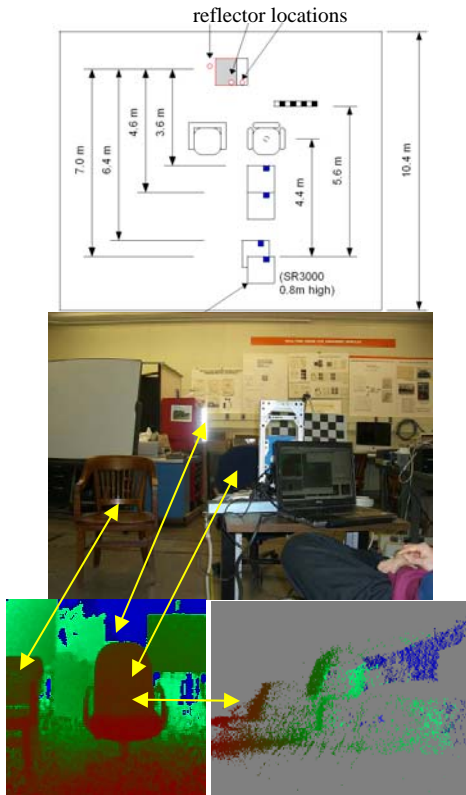 reflector locations
7.0 m
6.4 m
4.6 m
3.6 m
4.4 m
5.6 m
10.4 m
(SR3000
0.8m high)